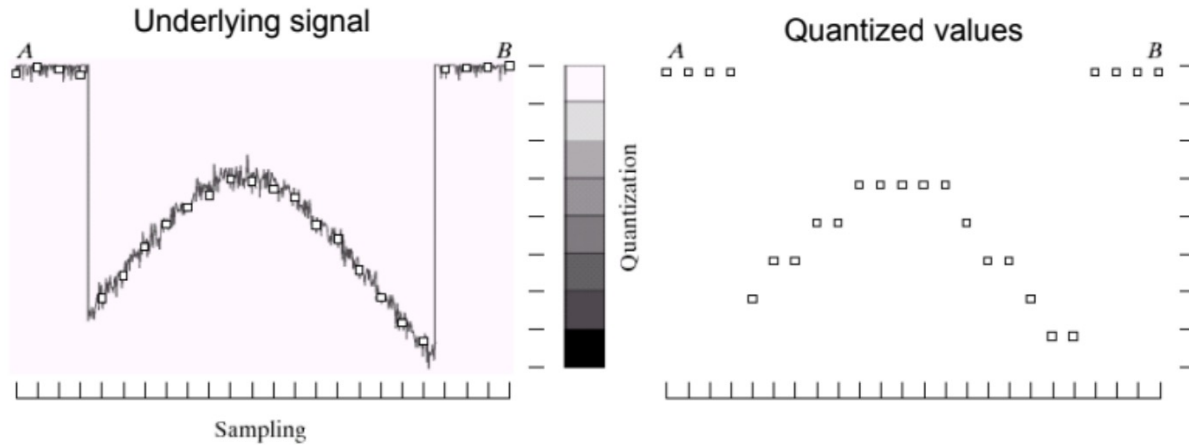 Underlying signal
Quantized values
A
B
A
B
Quantization
Sampling